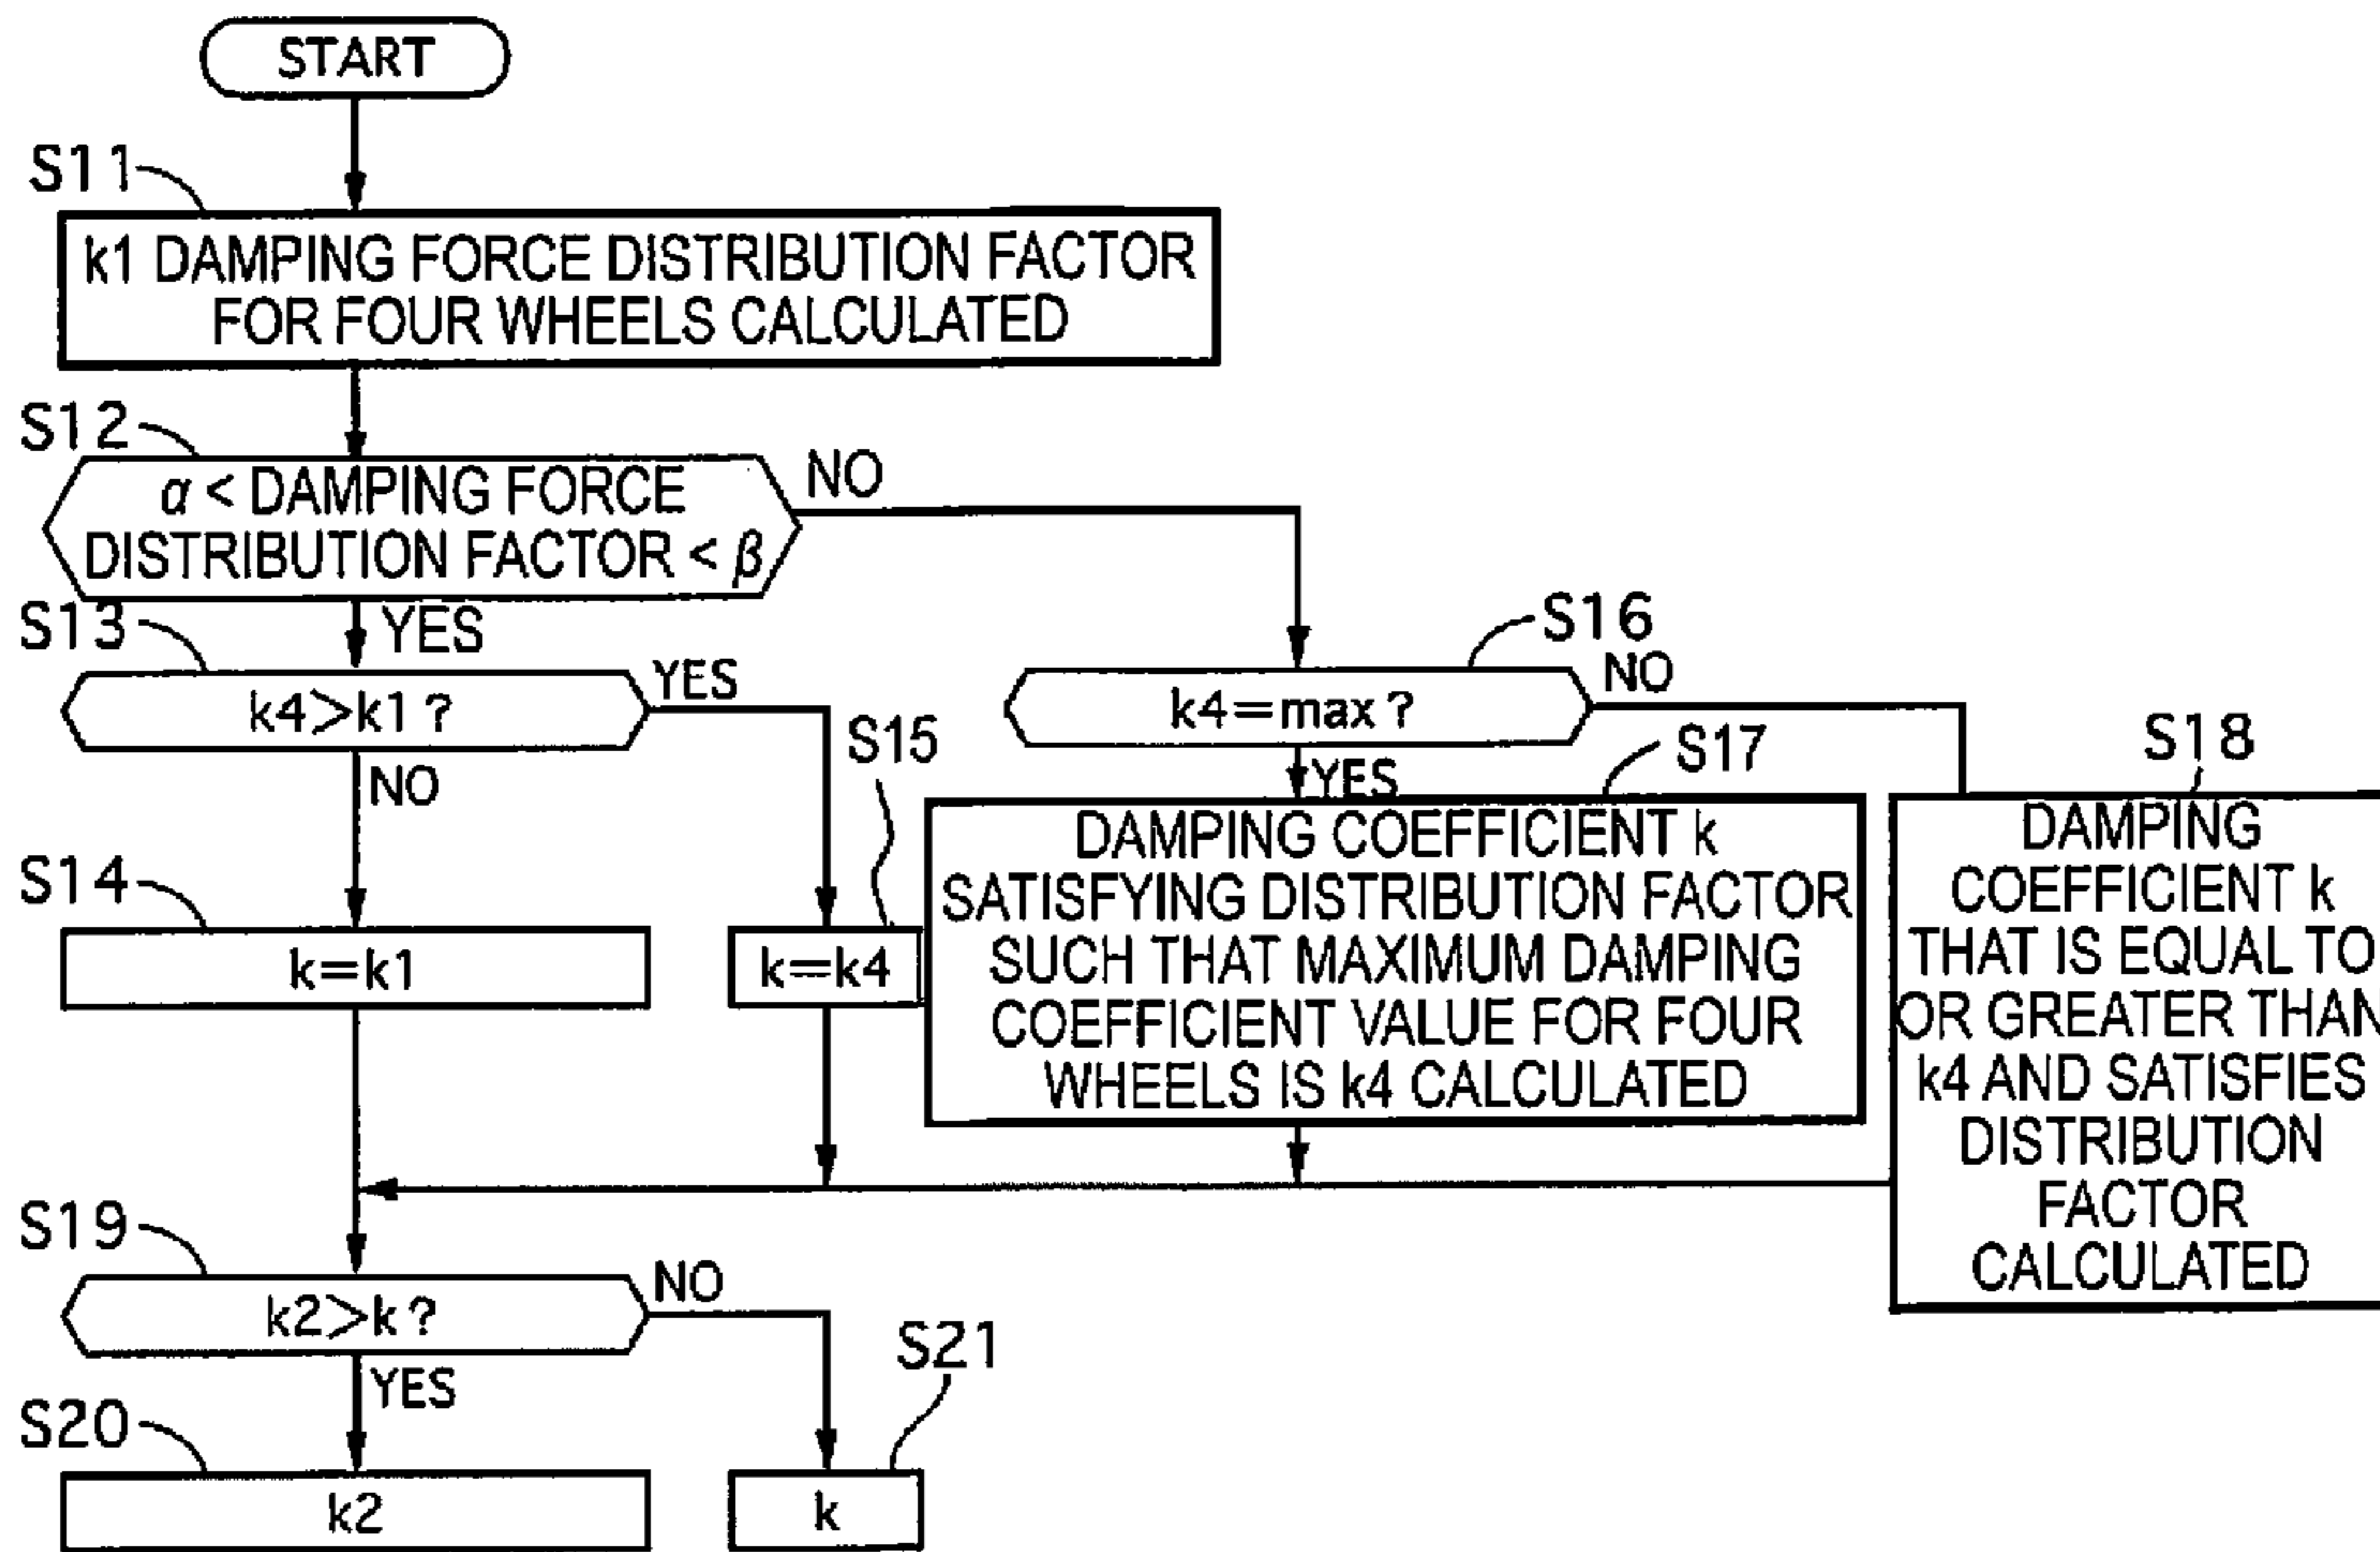 START
S11
k1 DAMPING FORCE DISTRIBUTION FACTOR
FOR FOUR WHEELS CALCULATED
S12
α < DAMPING FORCE
DISTRIBUTION FACTOR < β
NO
YES
S13
k4>k1 ?
YES
NO
S16
k4=max ?
NO
YES
S14
k=k1
S15
k=k4
S17
DAMPING COEFFICIENT k
SATISFYING DISTRIBUTION FACTOR
SUCH THAT MAXIMUM DAMPING
COEFFICIENT VALUE FOR FOUR
WHEELS IS k4 CALCULATED
S18
DAMPING
COEFFICIENT k
THAT IS EQUAL TO
OR GREATER THAN
k4 AND SATISFIES
DISTRIBUTION
FACTOR
CALCULATED
S19
k2>k ?
NO
YES
S20
k2
S21
k